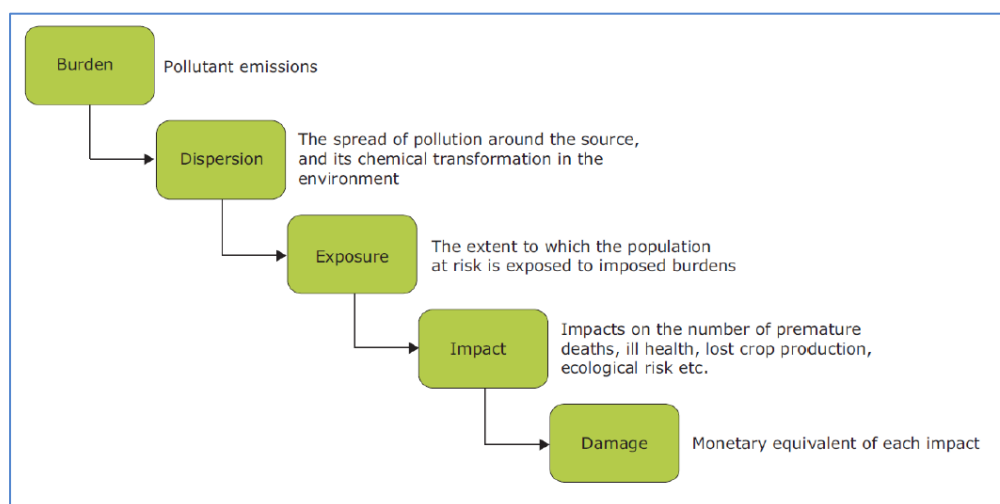 Burden
Pollutant emissions
Dispersion
The spread of pollution around the source,
and its chemical transformation in the
environment
Exposure
The extent to which the population
at risk is exposed to imposed burdens
Impact
Impacts on the number of premature
deaths, ill health, lost crop production,
ecological risk etc.
Damage
Monetary equivalent of each impact